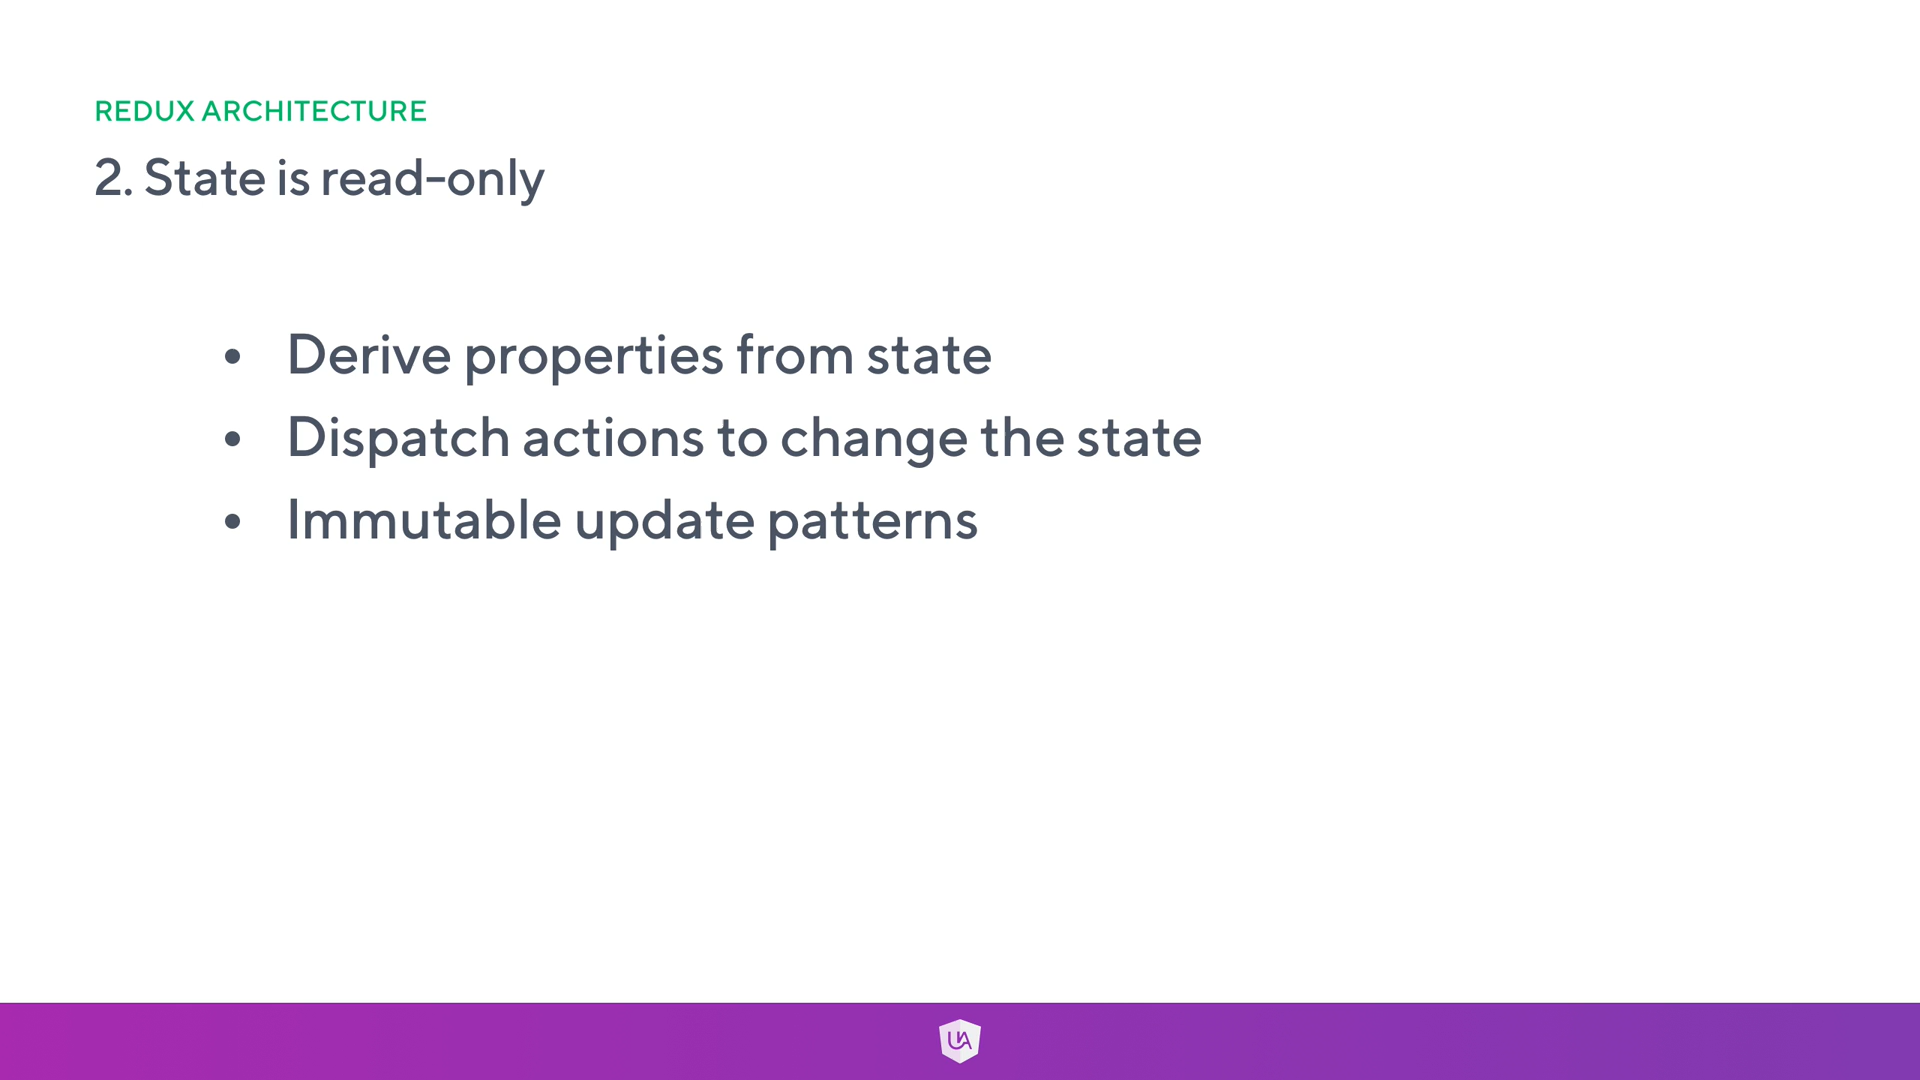 REDUX ARCHITECTURE
2. State is read-only
• Derive properties from state
• Dispatch actions to change the state
• Immutable update patterns
UA